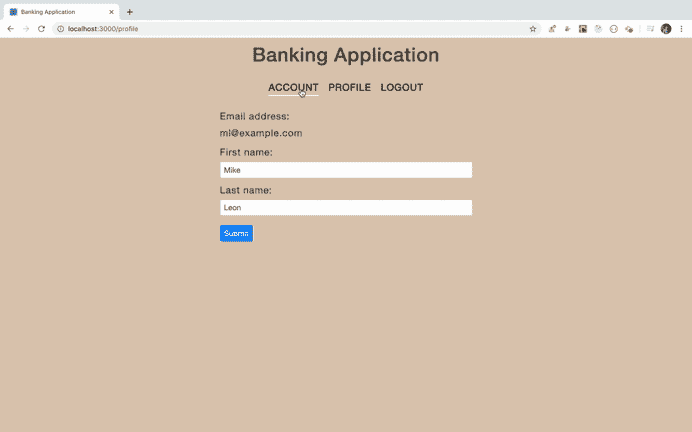 Banking Application
localhost:3000/profile
Banking Application
ACCOUNT PROFILE LOGOUT
Email address:
ml@example.com
First name:
Mike
Last name:
Leon
Submit